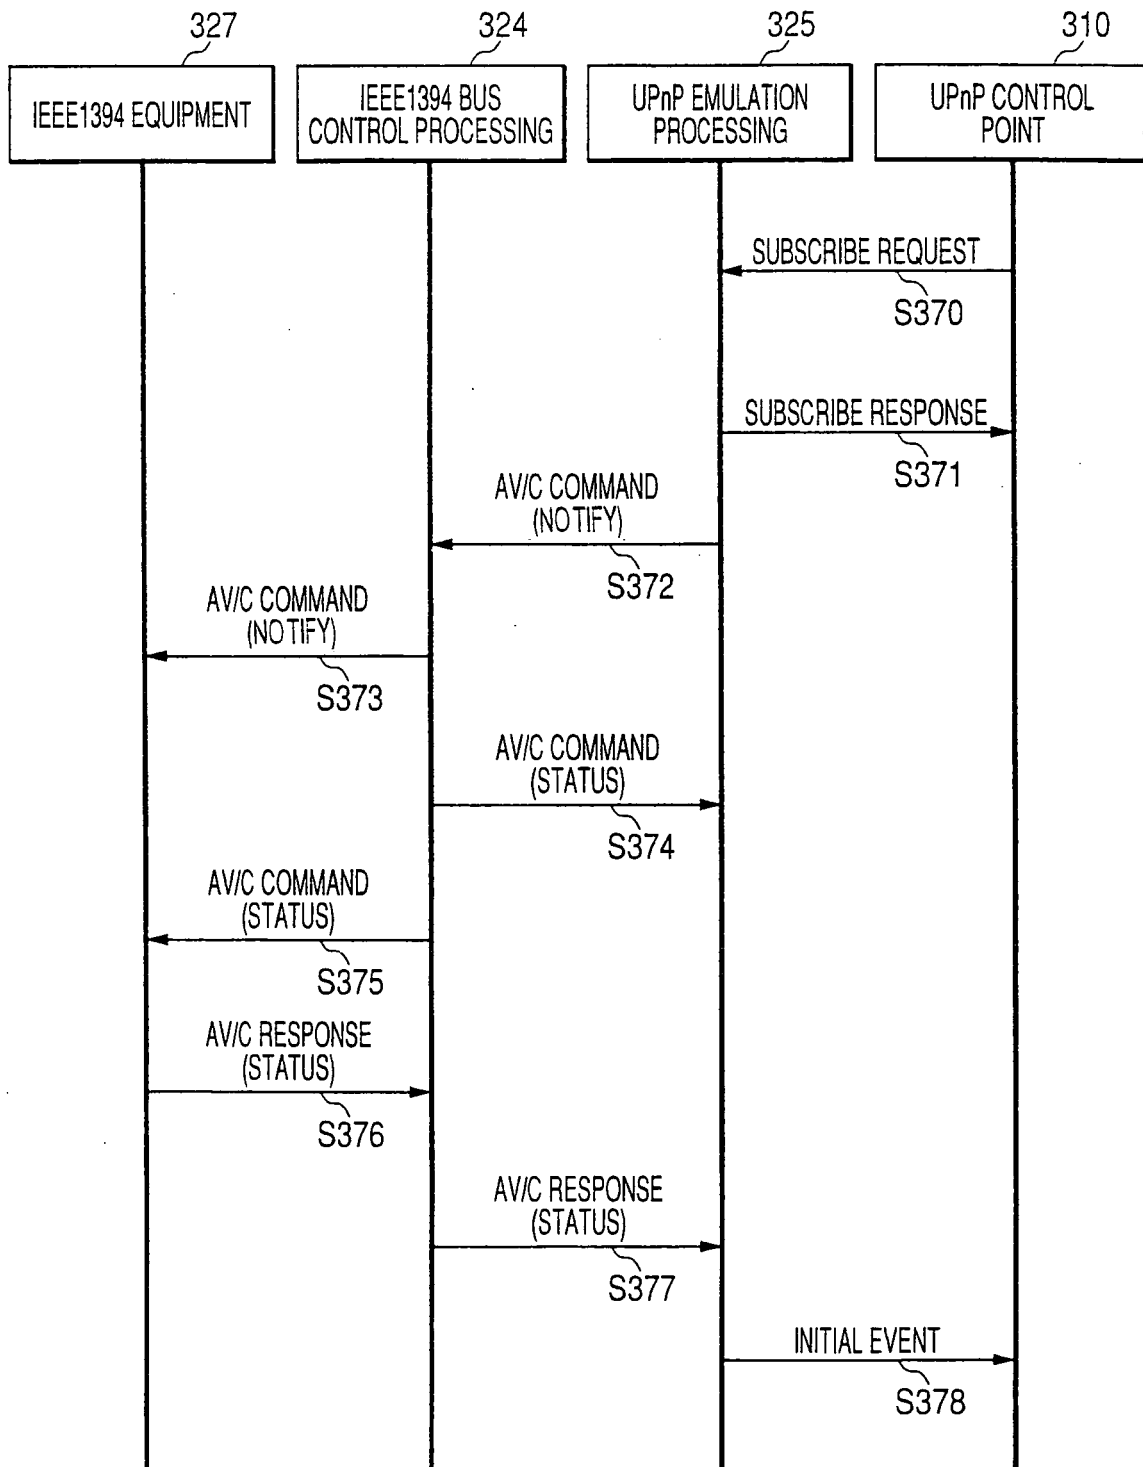 327
324
325
310
IEEE1394 EQUIPMENT
IEEE1394 BUS
CONTROL PROCESSING
UPnP EMULATION
PROCESSING
UPnP CONTROL
POINT
SUBSCRIBE REQUEST
S370
SUBSCRIBE RESPONSE
S371
AV/C COMMAND
(NOTIFY)
S372
AV/C COMMAND
(NOTIFY)
S373
AV/C COMMAND
(STATUS)
S374
AV/C COMMAND
(STATUS)
S375
AV/C RESPONSE
(STATUS)
S376
AV/C RESPONSE
(STATUS)
S377
INITIAL EVENT
S378